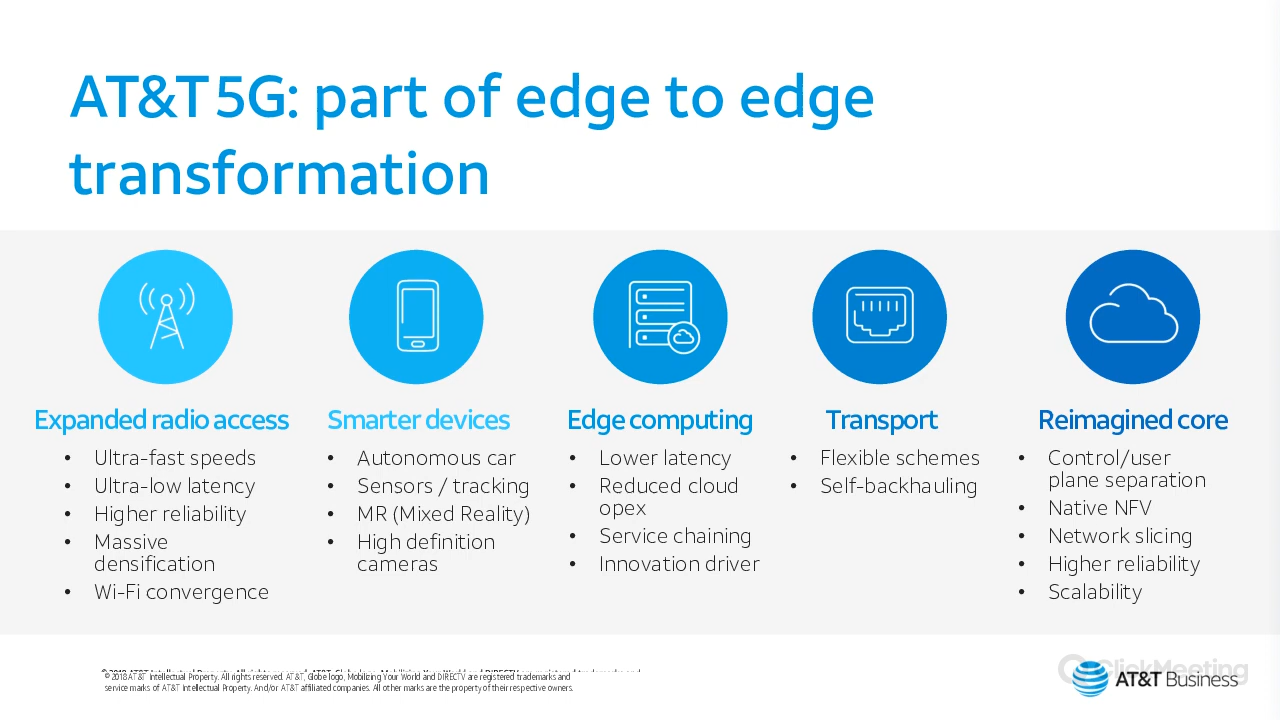 AT&T 5G: part of edge to edge
transformation
Expanded radio access
• Ultra-fast speeds
• Ultra-low latency
• Higher reliability
• Massive
densification
• Wi-Fi convergence
Smarter devices
• Autonomous car
• Sensors / tracking
• MR (Mixed Reality)
• High definition
cameras
Edge computing
• Lower latency
• Reduced cloud
opex
• Service chaining
• Innovation driver
Transport
• Flexible schemes
• Self-backhauling
Reimagined core
• Control/user
plane separation
• Native NFV
• Network slicing
• Higher reliability
• Scalability
© 2018 AT&T Intellectual Property. All rights reserved. AT&T, Globe logo, Mobilizing Your World and DIRECTV are registered trademarks and
service marks of AT&T Intellectual Property. And/or AT&T affiliated companies. All other marks are the property of their respective owners.
ClickMeeting
AT&T Business